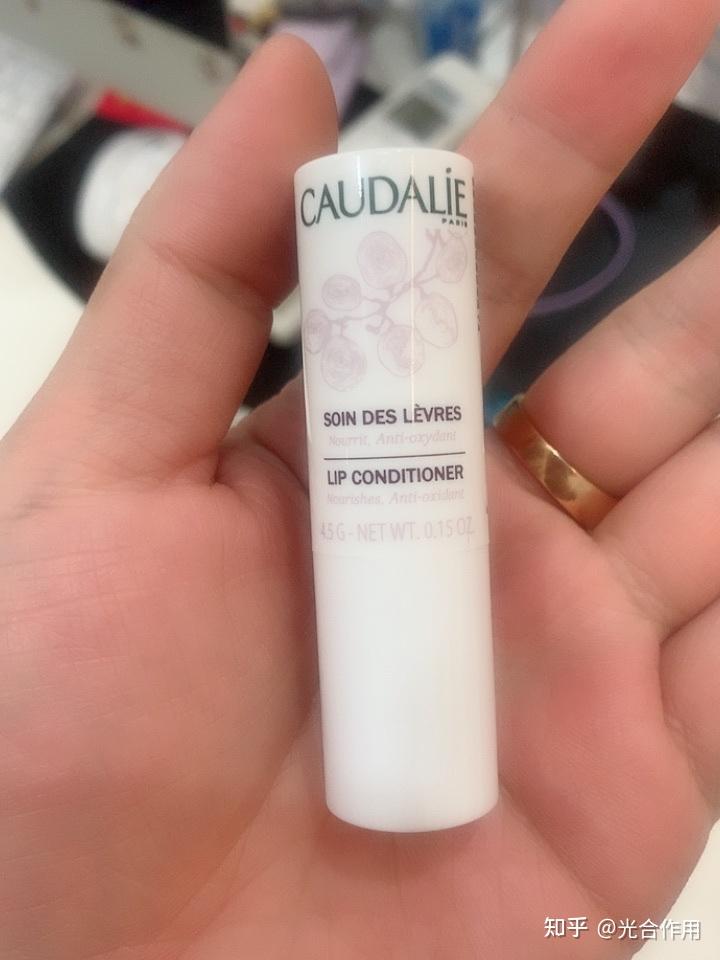 CAUDALÍE
PARIS
SOIN DES LÈVRES
Nourrit, Anti-oxydant
LIP CONDITIONER
Nourishes, Anti-oxidant
4.5 G - NET WT. 0.15 OZ.
知乎 @光合作用